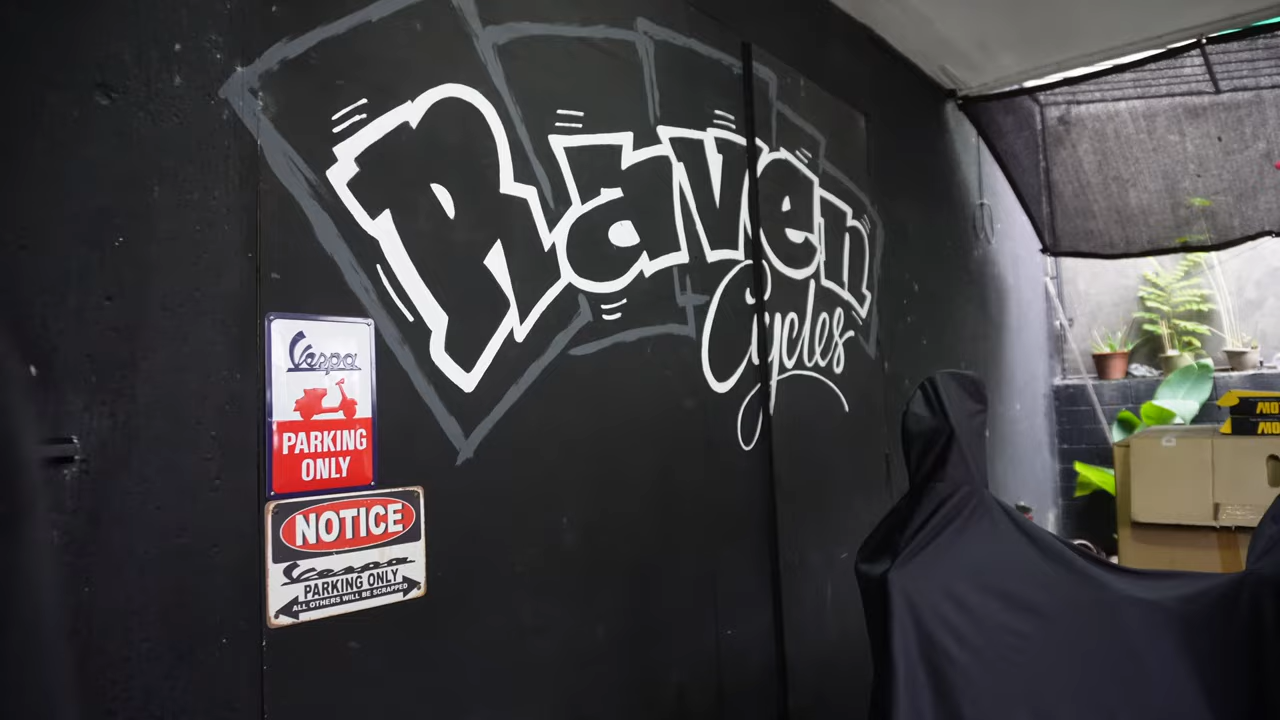 Raven
Cycles
Vespa
PARKING
ONLY
NOTICE
Vespa
PARKING ONLY
ALL OTHERS WILL BE SCRAPPED